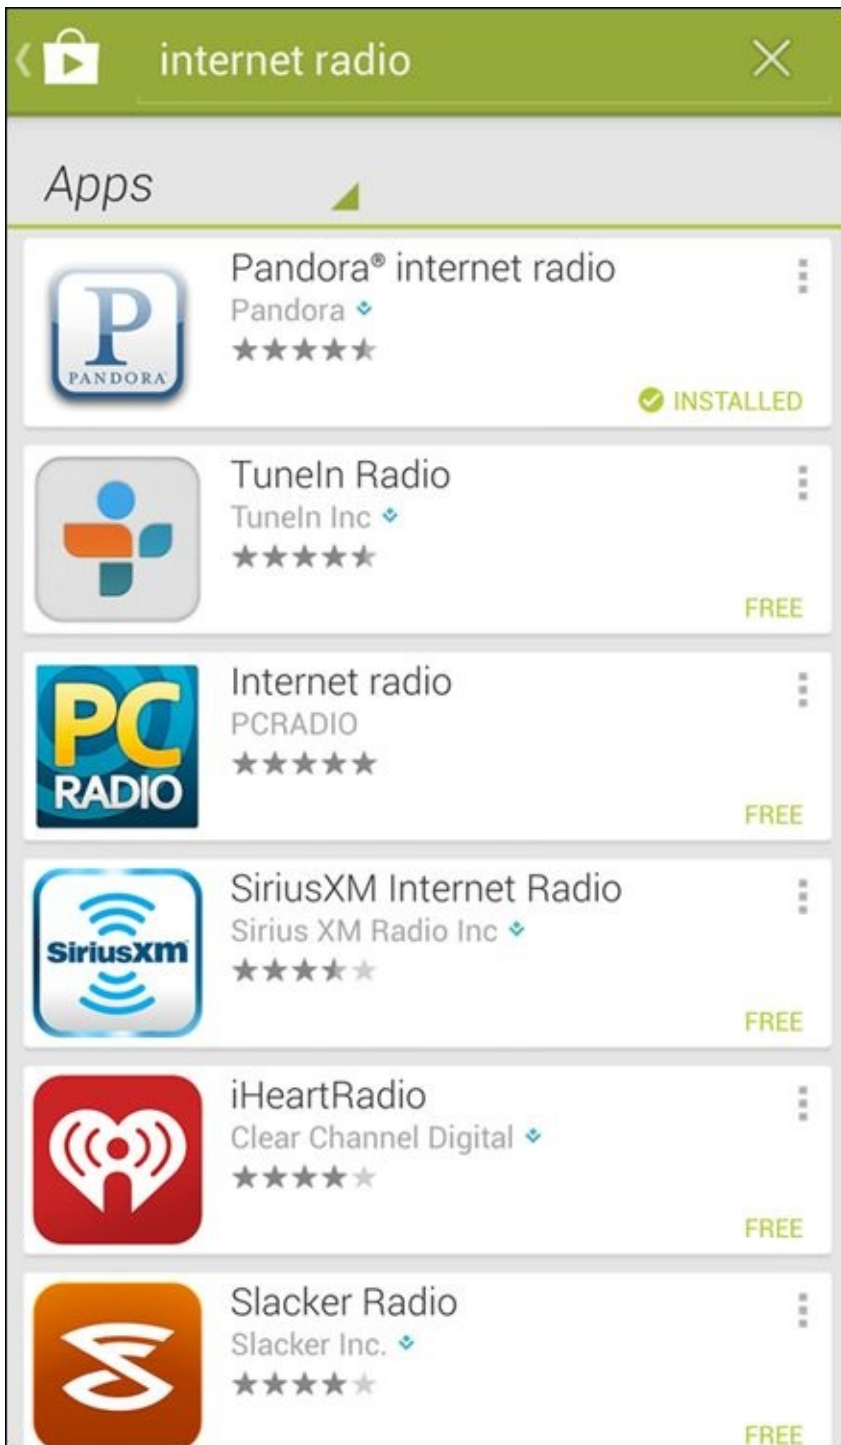 internet radio
Apps
P
PANDORA
Pandora® internet radio
Pandora
INSTALLED
TuneIn Radio
TuneIn Inc
FREE
PC
RADIO
Internet radio
PCRADIO
FREE
SiriusXM
SiriusXM Internet Radio
Sirius XM Radio Inc
FREE
iHeartRadio
Clear Channel Digital
FREE
Slacker Radio
Slacker Inc.
FREE